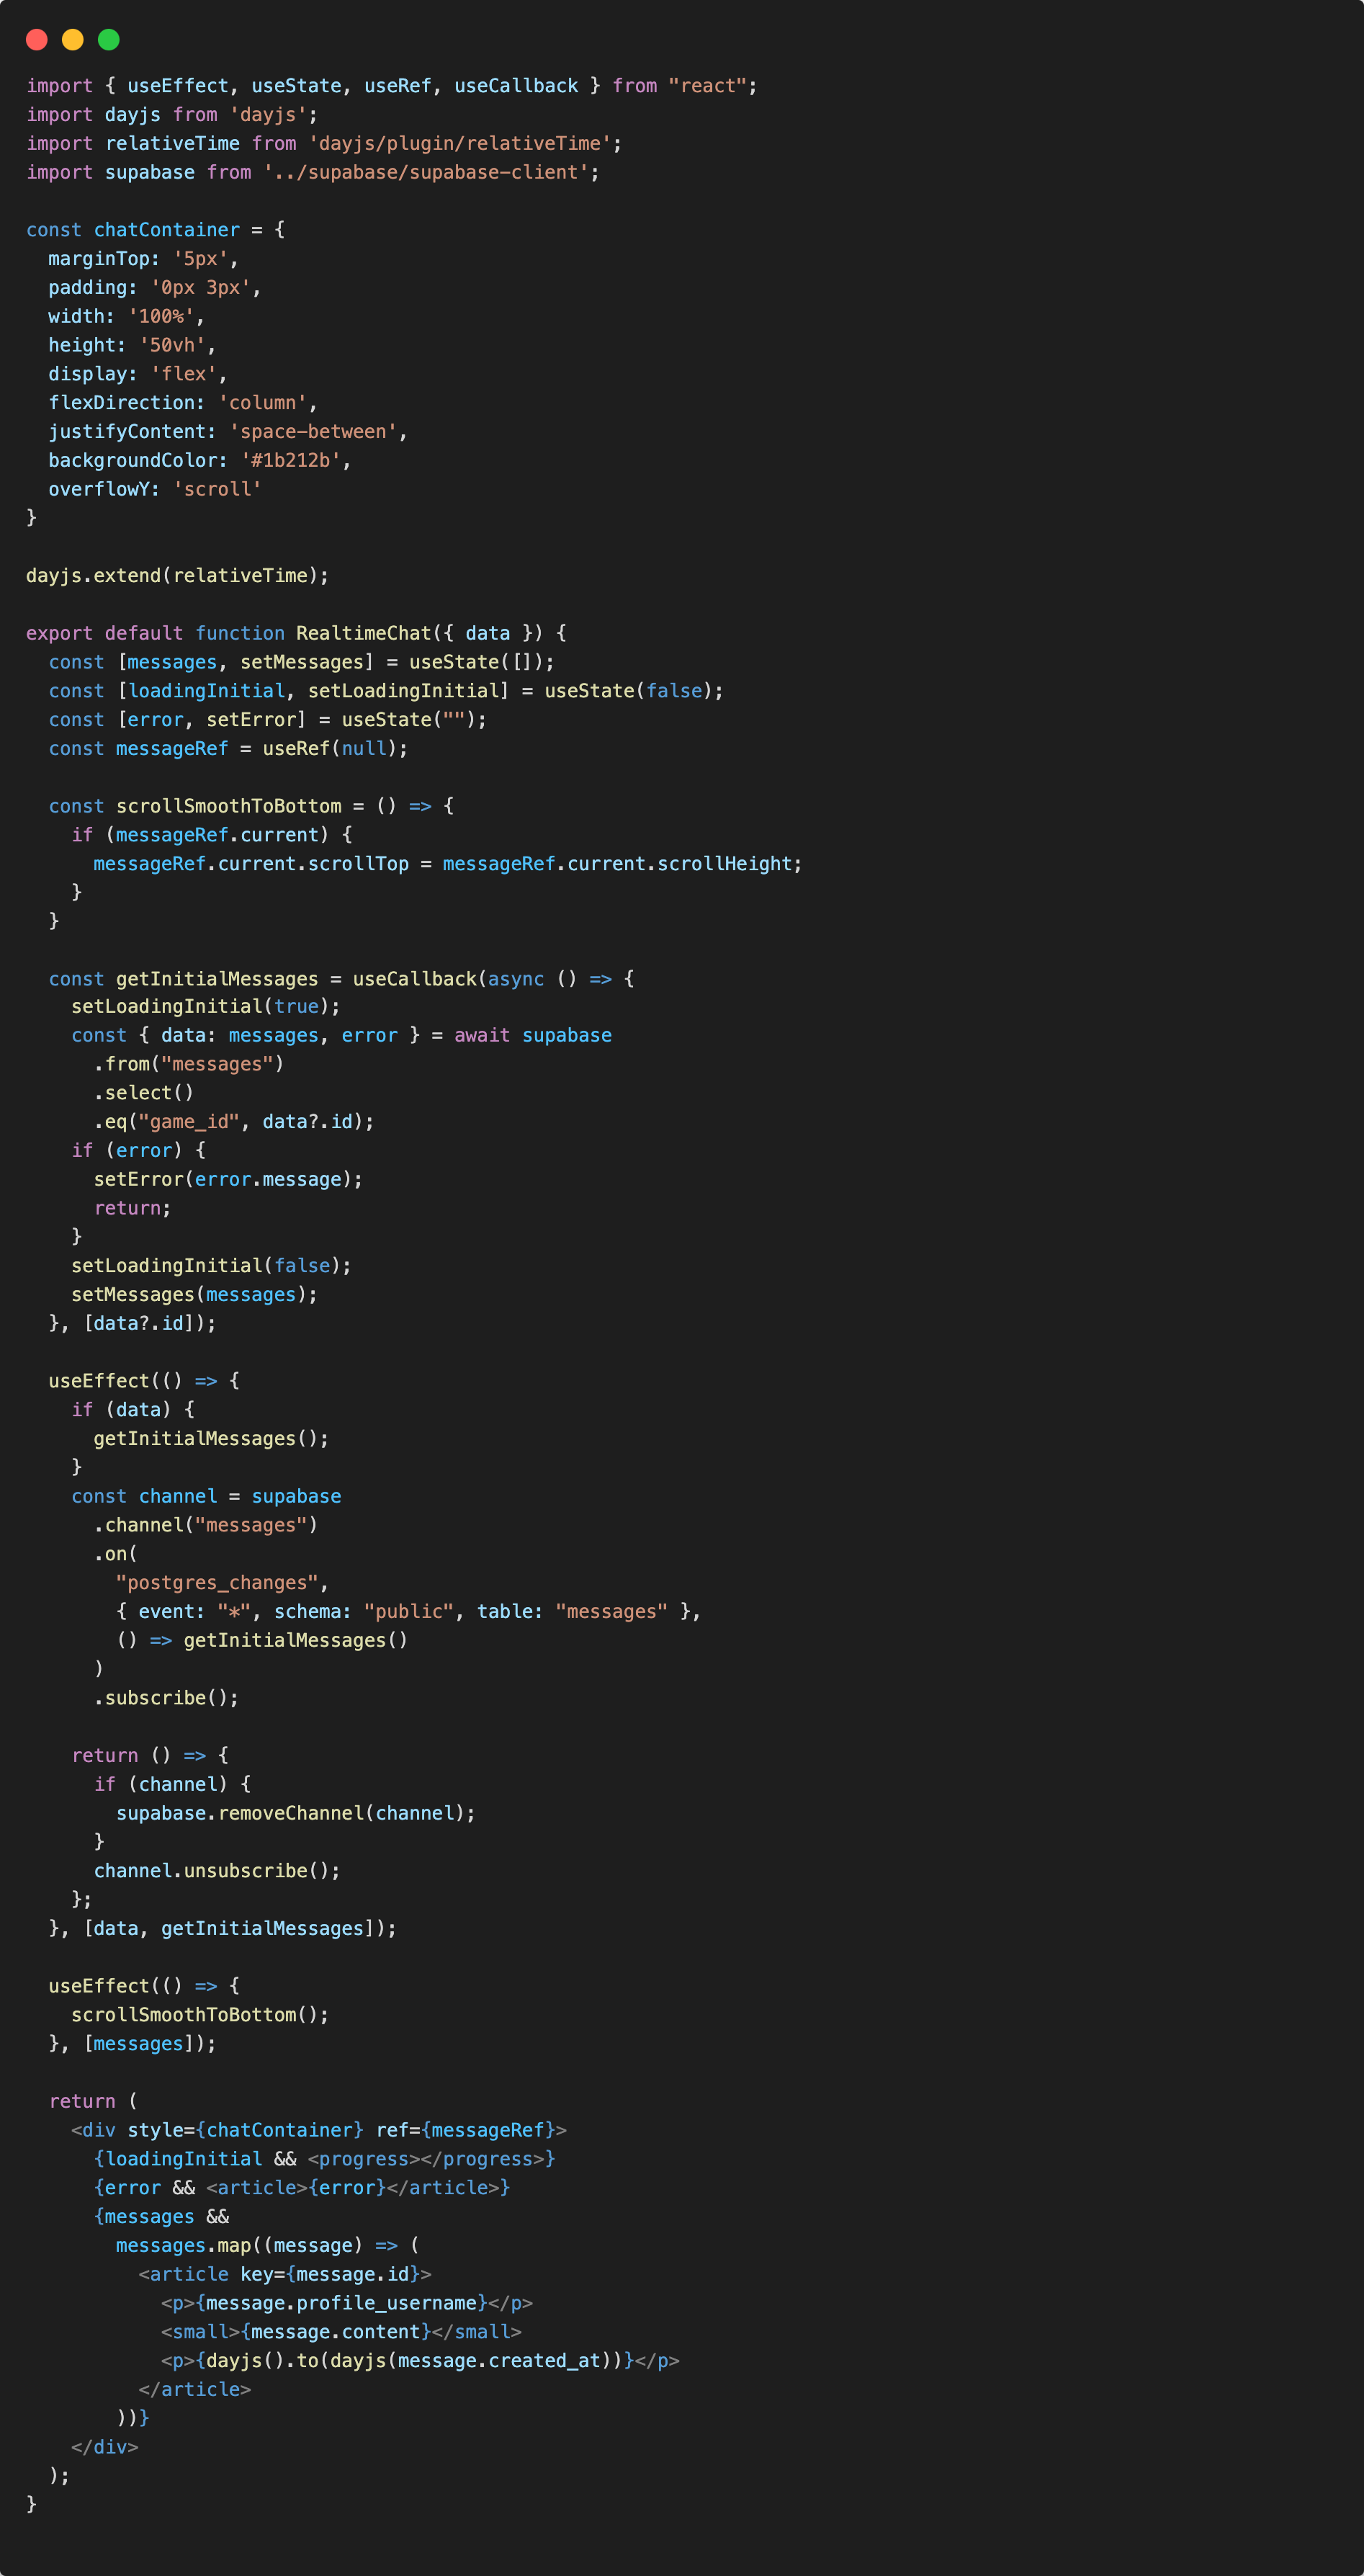 import { useEffect, useState, useRef, useCallback } from "react";
import dayjs from 'dayjs';
import relativeTime from 'dayjs/plugin/relativeTime';
import supabase from '../supabase/supabase-client';

const chatContainer = {
  marginTop: '5px',
  padding: '0px 3px',
  width: '100%',
  height: '50vh',
  display: 'flex',
  flexDirection: 'column',
  justifyContent: 'space-between',
  backgroundColor: '#1b212b',
  overflowY: 'scroll'
}

dayjs.extend(relativeTime);

export default function RealtimeChat({ data }) {
  const [messages, setMessages] = useState([]);
  const [loadingInitial, setLoadingInitial] = useState(false);
  const [error, setError] = useState("");
  const messageRef = useRef(null);

  const scrollSmoothToBottom = () => {
    if (messageRef.current) {
      messageRef.current.scrollTop = messageRef.current.scrollHeight;
    }
  }

  const getInitialMessages = useCallback(async () => {
    setLoadingInitial(true);
    const { data: messages, error } = await supabase
      .from("messages")
      .select()
      .eq("game_id", data?.id);
    if (error) {
      setError(error.message);
      return;
    }
    setLoadingInitial(false);
    setMessages(messages);
  }, [data?.id]);

  useEffect(() => {
    if (data) {
      getInitialMessages();
    }
    const channel = supabase
      .channel("messages")
      .on(
        "postgres_changes",
        { event: "*", schema: "public", table: "messages" },
        () => getInitialMessages()
      )
      .subscribe();

    return () => {
      if (channel) {
        supabase.removeChannel(channel);
      }
      channel.unsubscribe();
    };
  }, [data, getInitialMessages]);

  useEffect(() => {
    scrollSmoothToBottom();
  }, [messages]);

  return (
    <div style={chatContainer} ref={messageRef}>
      {loadingInitial && <progress></progress>}
      {error && <article>{error}</article>}
      {messages &&
        messages.map((message) => (
          <article key={message.id}>
            <p>{message.profile_username}</p>
            <small>{message.content}</small>
            <p>{dayjs().to(dayjs(message.created_at))}</p>
          </article>
        ))}
    </div>
  );
}